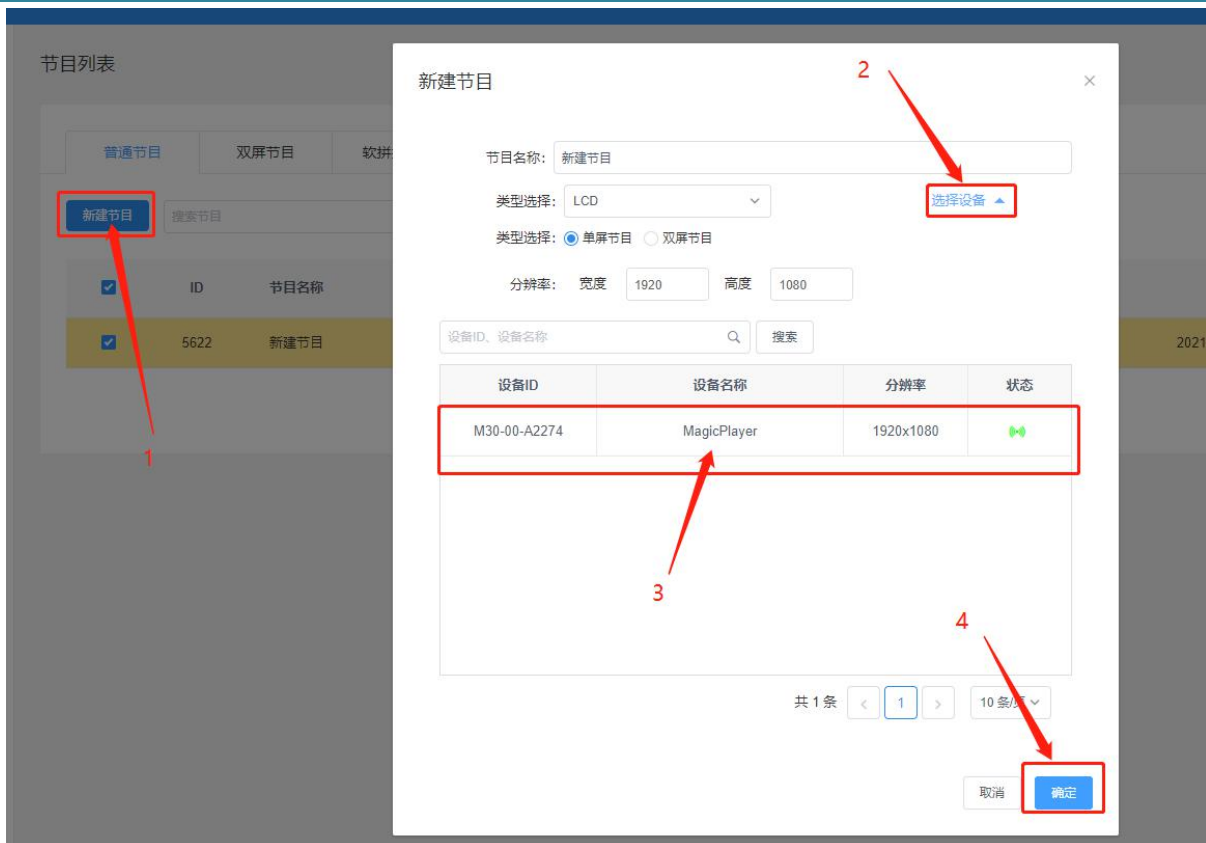 节目列表
新建节目
2
普通节目 双屏节目 软拼
节目名称: 新建节目
新建节目 搜索节目
类型选择: LCD 选择设备
类型选择: 单屏节目 双屏节目
ID 节目名称
分辨率: 宽度 1920 高度 1080
设备ID、设备名称 搜索
5622 新建节目 2021
设备ID 设备名称 分辨率 状态
M30-00-A2274 MagicPlayer 1920x1080
1
3
4
共 1 条 < 1 > 10 条/页
取消 确定